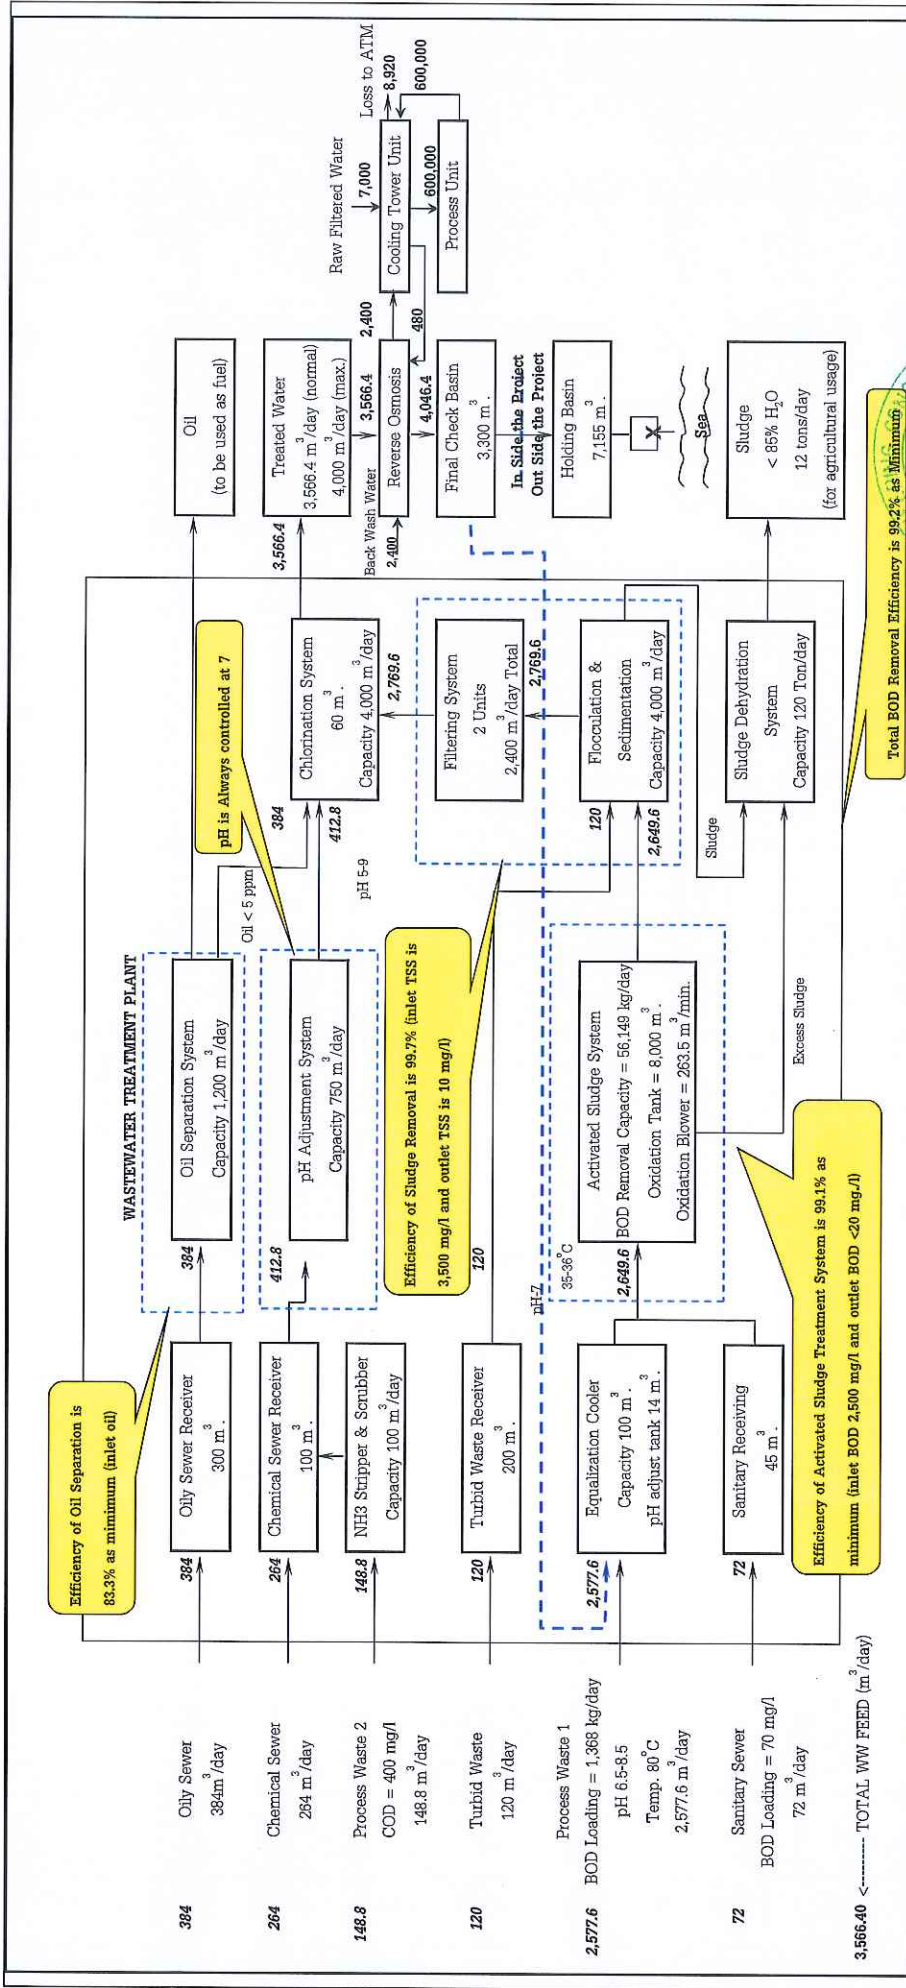 WASTEWATER TREATMENT PLANT
Efficiency of Oil Separation is
83.3% as mimimum (inlet oil)
384
Oily Sewer
384m³/day
384
Oily Sewer Receiver
300 m³.
384
Oil Separation System
Capacity 1,200 m³/day
Oil < 5 ppm
384
Oil
(to be used as fuel)
264
Chemical Sewer
264 m³/day
264
Chemical Sewer Receiver
100 m³.
412.8
pH Adjustment System
Capacity 750 m³/day
pH is Always controlled at 7
pH 5-9
412.8
Chlorination System
60 m³.
Capacity 4,000 m³/day
3,566.4
Treated Water
3,566.4 m³/day (normal)
4,000 m³/day (max.)
148.8
Process Waste 2
COD = 400 mg/l
148.8 m³/day
148.8
NH3 Stripper & Scrubber
Capacity 100 m³/day
2,769.6
Back Wash Water
2,400
3,566.4
Reverse Osmosis
2,400
480
4,046.4
Raw Filtered Water
7,000
Loss to ATM
8,920
Cooling Tower Unit
600,000
600,000
Process Unit
Efficiency of Sludge Removal is 99.7% (inlet TSS is
3,500 mg/l and outlet TSS is 10 mg/l)
120
Turbid Waste
120 m³/day
120
Turbid Waste Receiver
200 m³.
120
Filtering System
2 Units
2,400 m³/day Total
2,769.6
Final Check Basin
3,300 m³.
In Side the Project
Out Side the Project
pH-7
2,577.6
Process Waste 1
BOD Loading = 1,368 kg/day
pH 6.5-8.5
Temp. 80°C
2,577.6 m³/day
2,577.6
Equalization Cooler
Capacity 100 m³.
pH adjust tank 14 m³.
35-36°C
2,649.6
Activated Sludge System
BOD Removal Capacity = 56,149 kg/day
Oxidation Tank = 8,000 m³.
Oxidation Blower = 263.5 m³/min.
120
2,649.6
Flocculation &
Sedimentation
Capacity 4,000 m³/day
Holding Basin
7,155 m³.
X
Sea
72
Sanitary Sewer
BOD Loading = 70 mg/l
72 m³/day
72
Sanitary Receiving
45 m³.
Sludge
Excess Sludge
Sludge Dehydration
System
Capacity 120 Ton/day
Sludge
< 85% H₂O
12 tons/day
(for agricultural usage)
Efficiency of Activated Sludge Treatment System is 99.1% as
minimum (inlet BOD 2,500 mg/l and outlet BOD <20 mg./l)
Total BOD Removal Efficiency is 99.2% as Minimum
3,566.40 <-------- TOTAL WW FEED (m³/day)